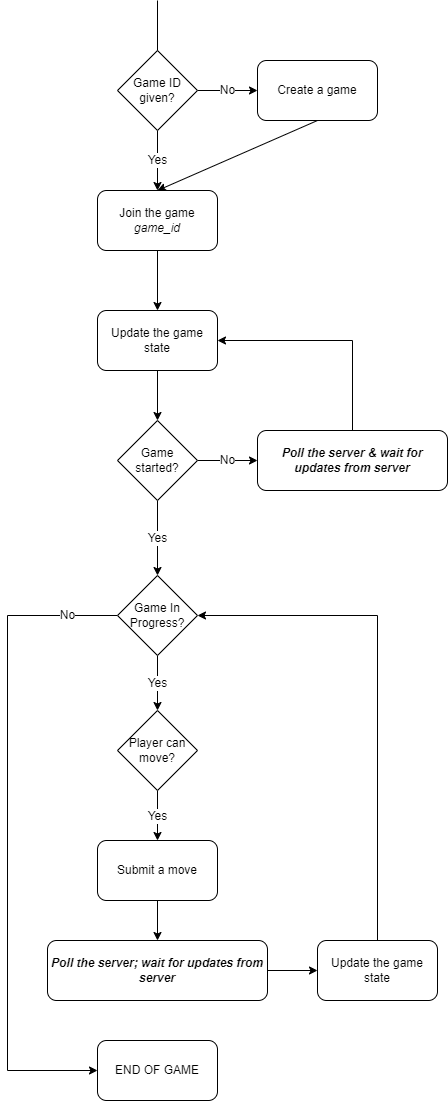 Game ID
given?
No
Create a game
Yes
Join the game
game_id
Update the game
state
Game
started?
No
Poll the server & wait for
updates from server
Yes
Game In
Progress?
No
Yes
Player can
move?
Yes
Submit a move
Poll the server; wait for updates from
server
Update the game
state
END OF GAME